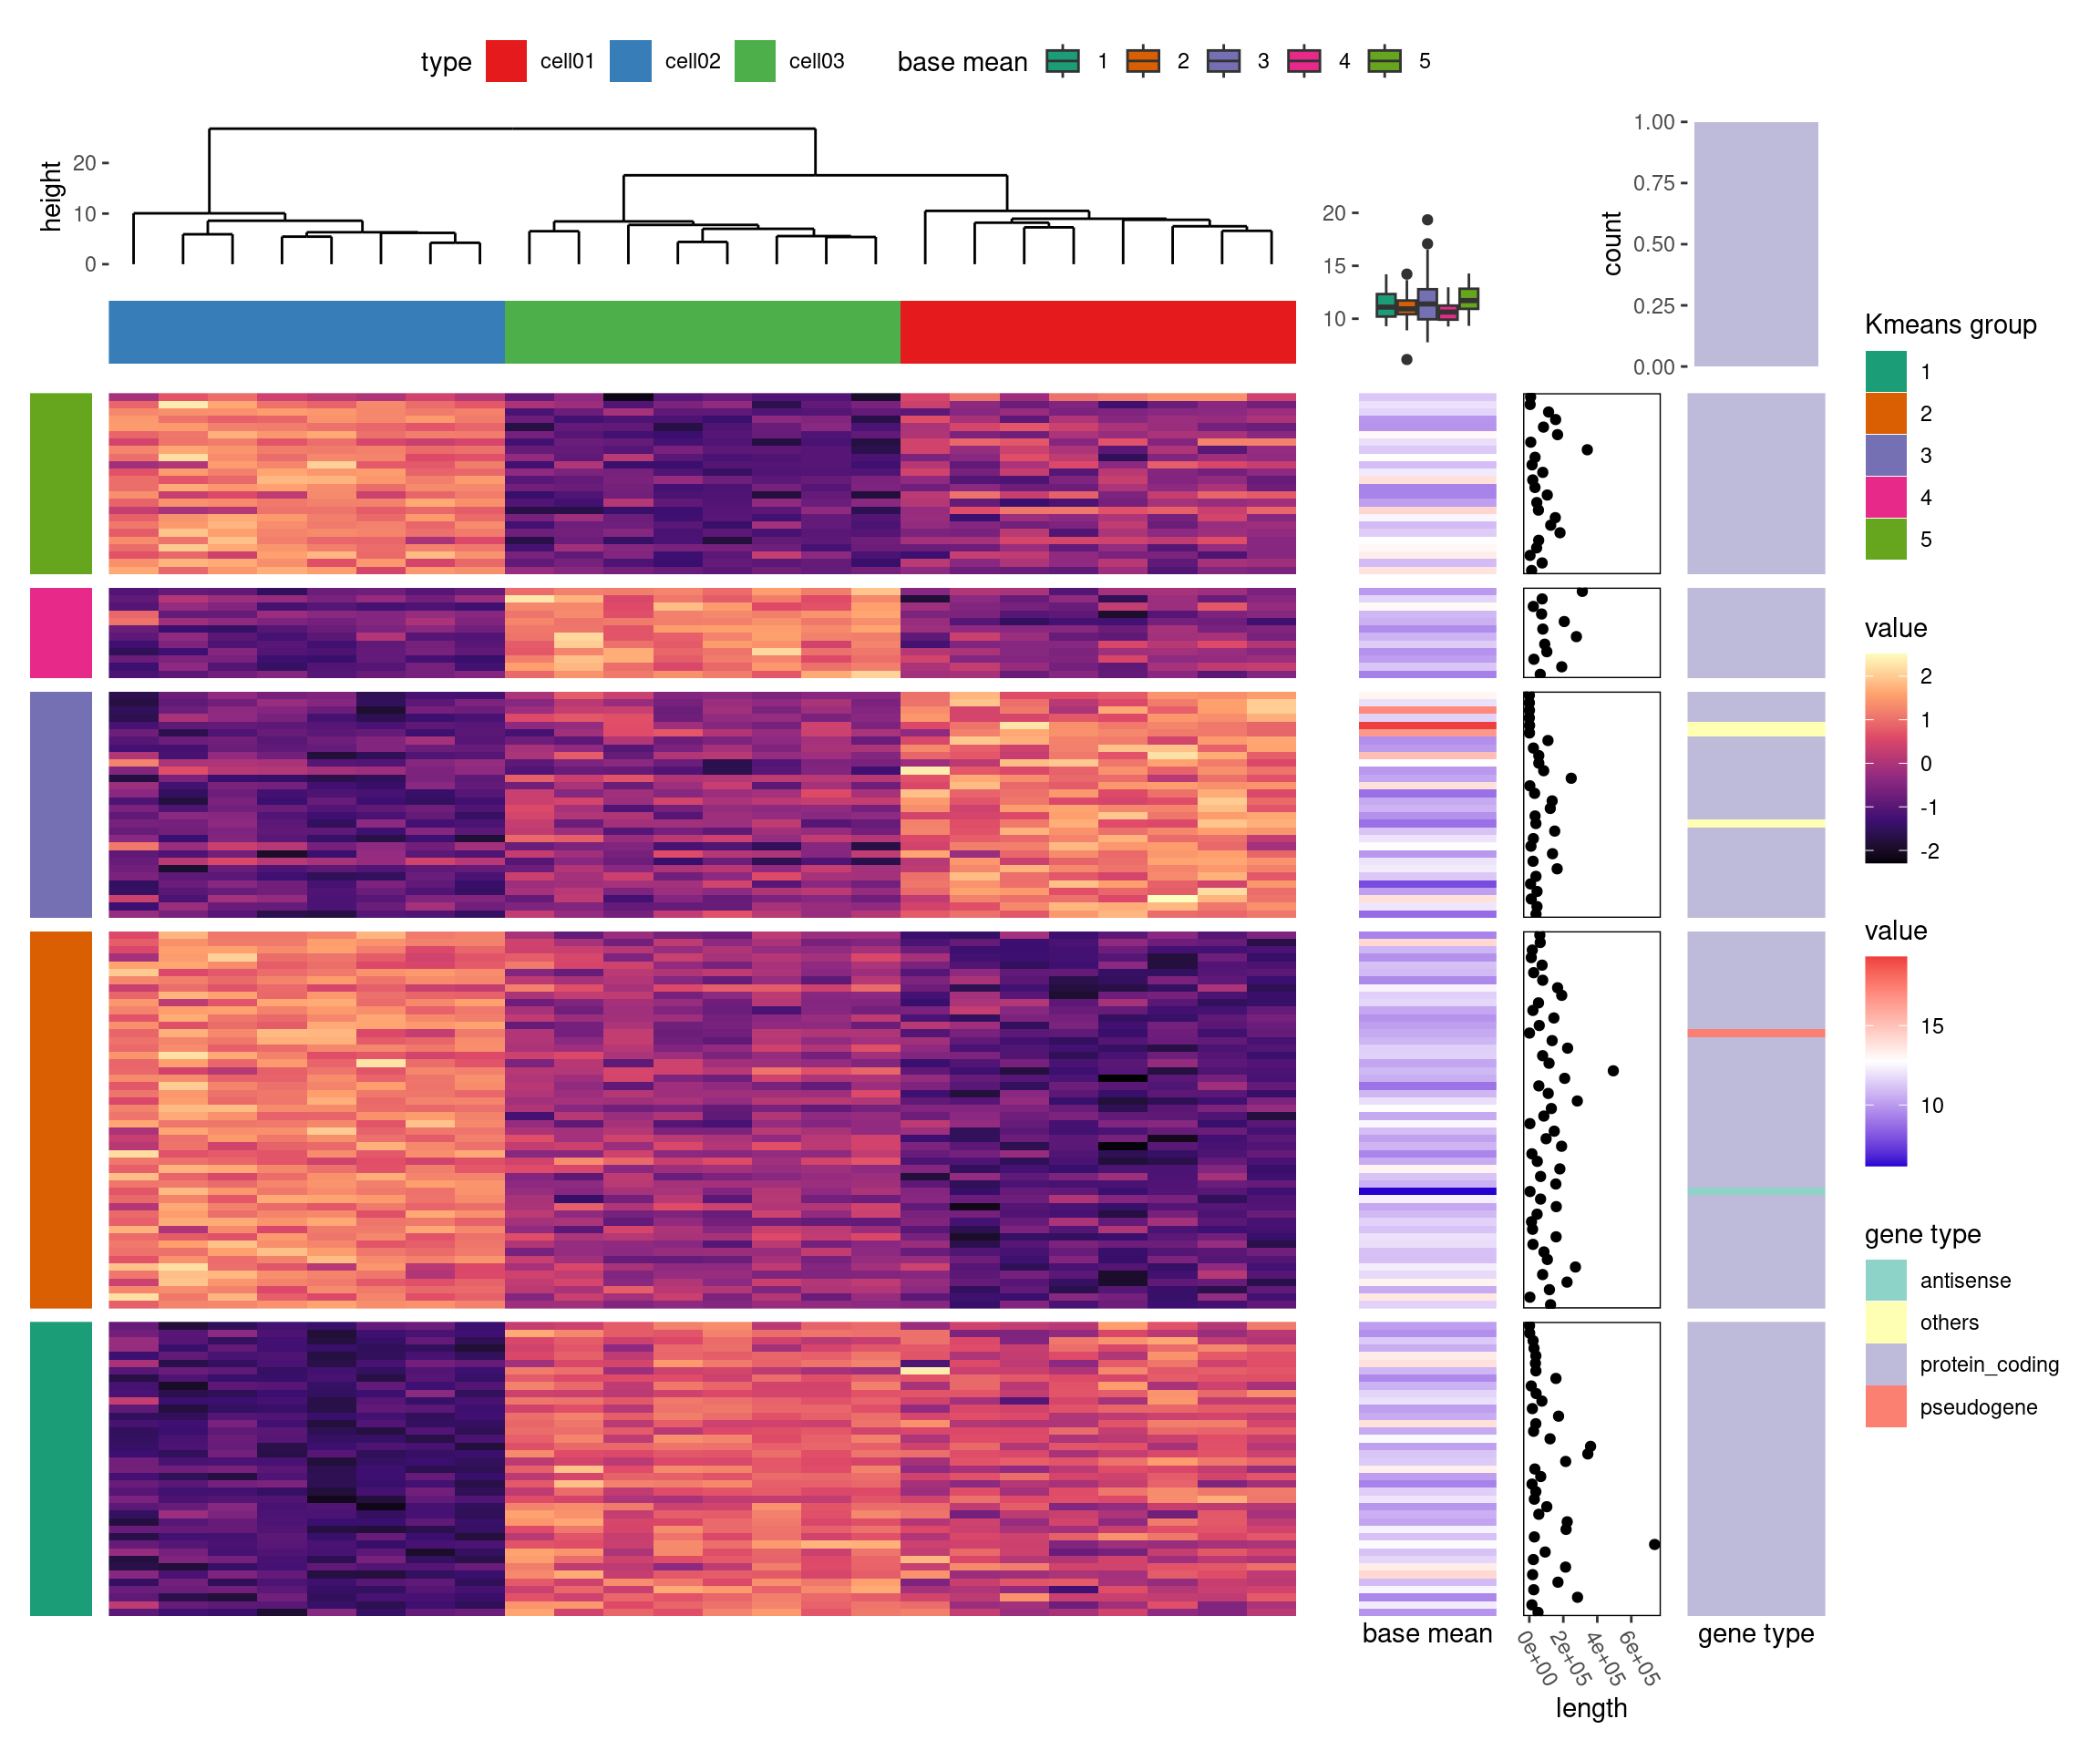 type cell01 cell02 cell03 base mean 1 2 3 4 5
height
20
10
0
20
15
10
count
1.00
0.75
0.50
0.25
0.00
Kmeans group
1
2
3
4
5
value
2
1
0
-1
-2
value
15
10
gene type
antisense
others
protein_coding
pseudogene
base mean
0e+00 2e+05 4e+05 6e+05
length
gene type